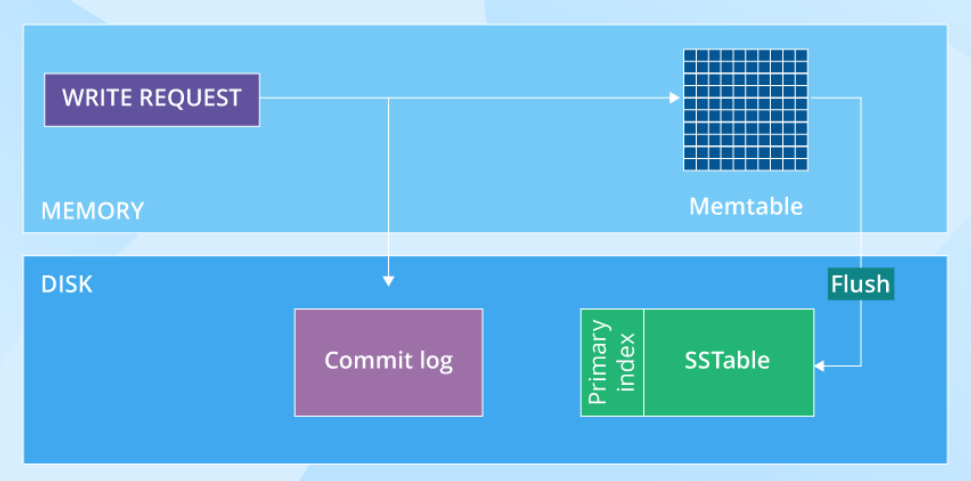 WRITE REQUEST
MEMORY
Memtable
DISK
Flush
Commit log
Primary
index
SSTable